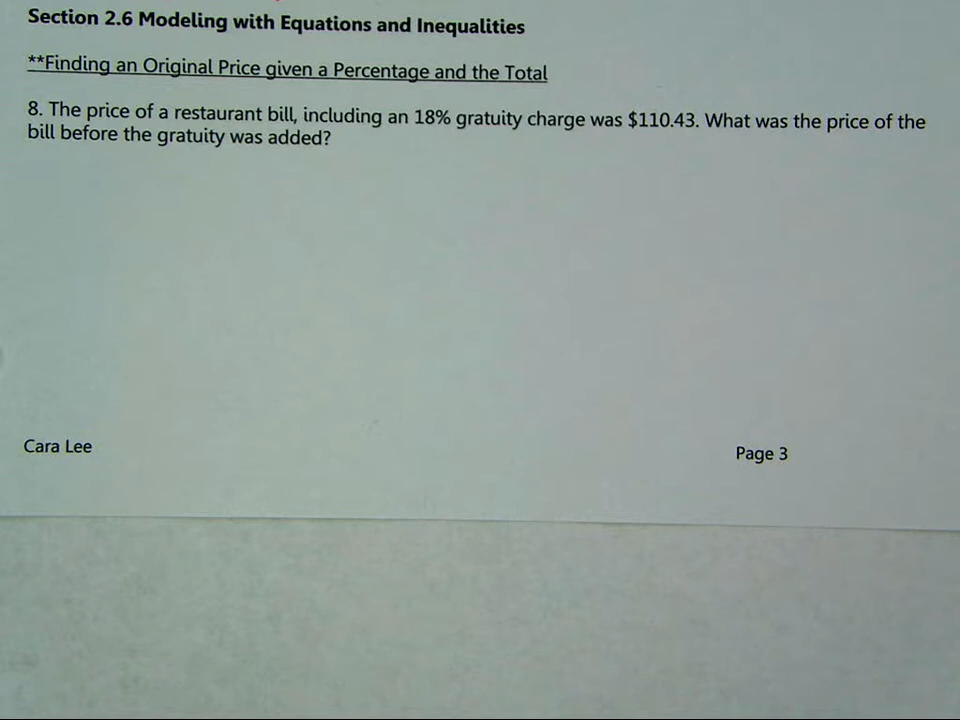 Section 2.6 Modeling with Equations and Inequalities
**Finding an Original Price given a Percentage and the Total
8. The price of a restaurant bill, including an 18% gratuity charge was $110.43. What was the price of the
bill before the gratuity was added?
Cara Lee
Page 3